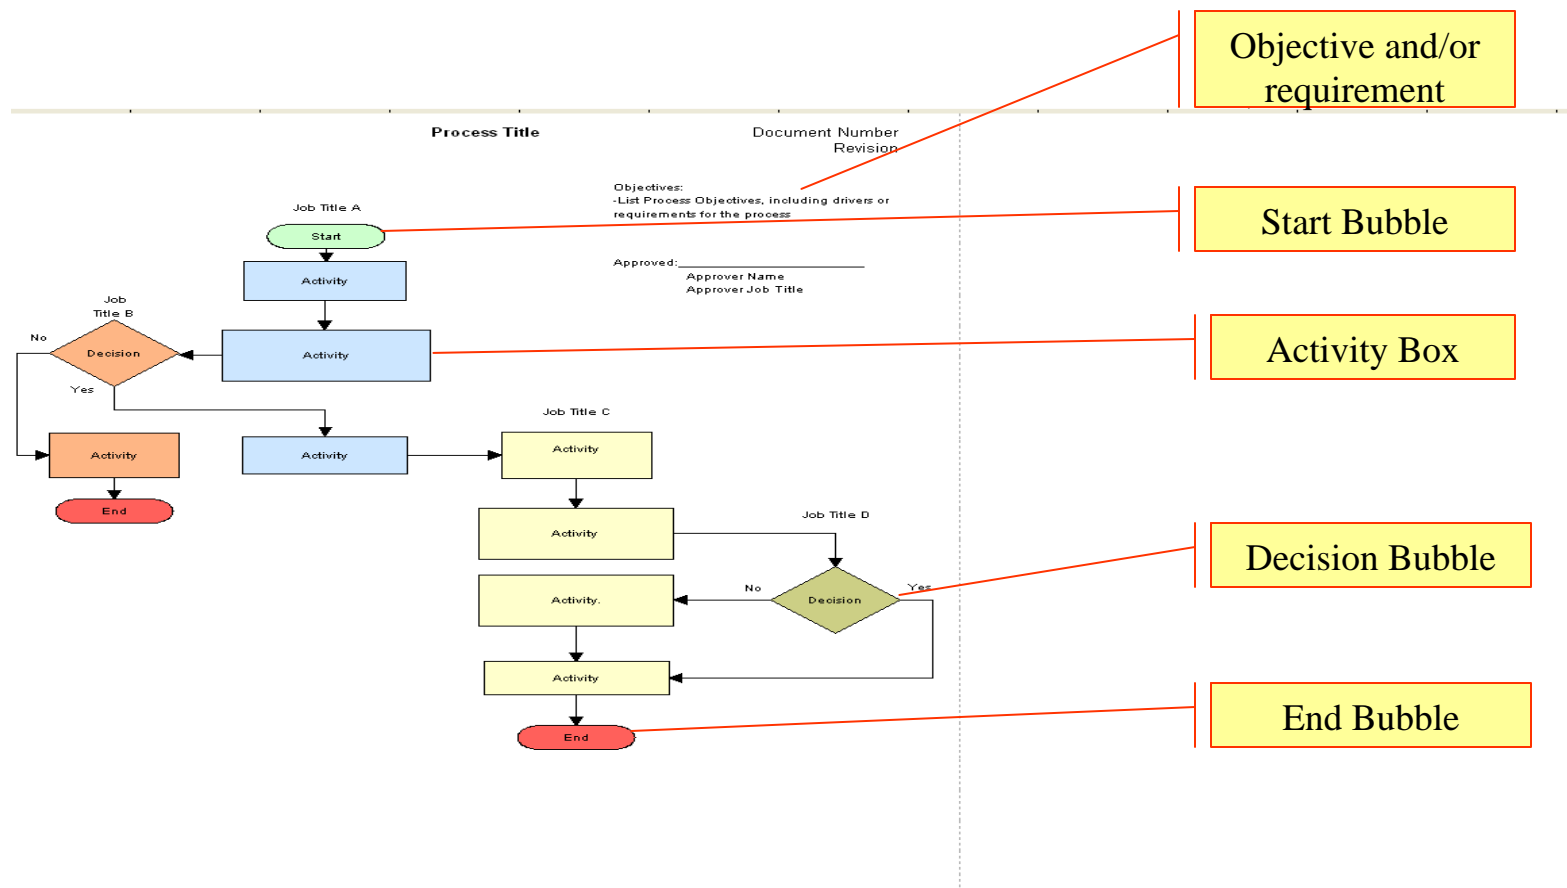 Objective and/or
requirement
Process Title
Document Number
Revision
Objectives:
-List Process Objectives, including drivers or
requirements for the process
Job Title A
Start Bubble
Start
Approved:
Approver Name
Approver Job Title
Activity
Job
Title B
No
Decision
Activity
Activity Box
Yes
Job Title C
Activity
Activity
Activity
End
Job Title D
Activity
Decision Bubble
No
Yes
Activity.
Decision
Activity
End Bubble
End